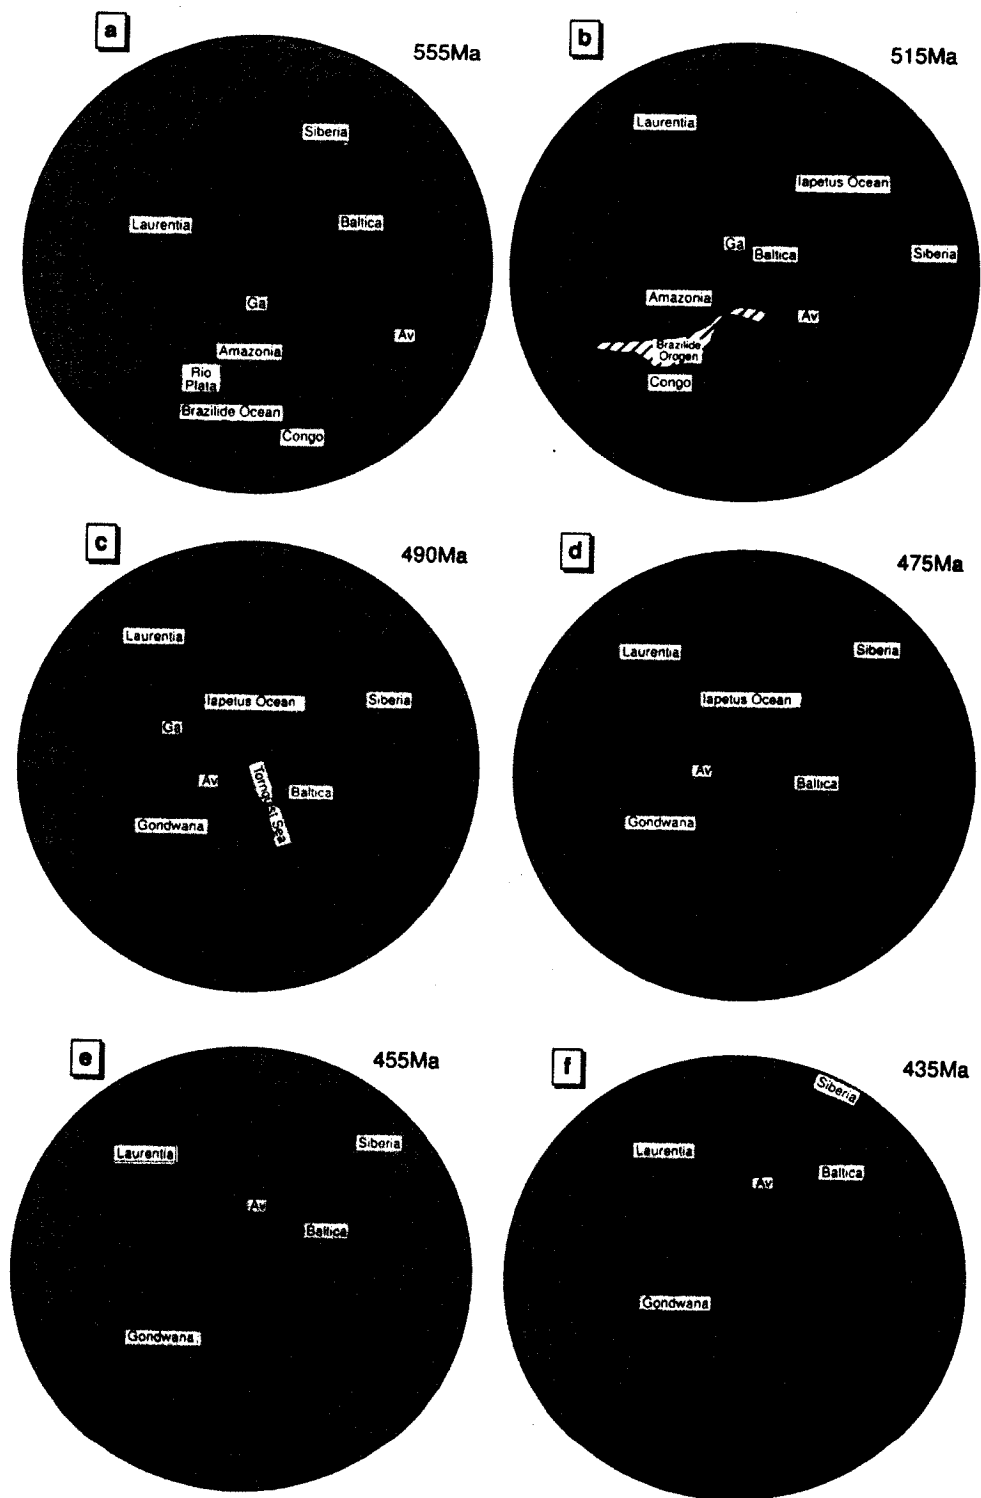 a
555Ma
Siberia
Laurentia
Baltica
Ga
Av
Amazonia
Rio
Plata
Brazilide Ocean
Congo
b
515Ma
Laurentia
Iapetus Ocean
Ga
Baltica
Siberia
Amazonia
Av
Brazilide
Orogen
Congo
c
490Ma
Laurentia
Iapetus Ocean
Siberia
Ga
Av
Tornquist Sea
Baltica
Gondwana
d
475Ma
Laurentia
Siberia
Iapetus Ocean
Av
Baltica
Gondwana
e
455Ma
Laurentia
Siberia
Av
Baltica
Gondwana
f
435Ma
Siberia
Laurentia
Av
Baltica
Gondwana